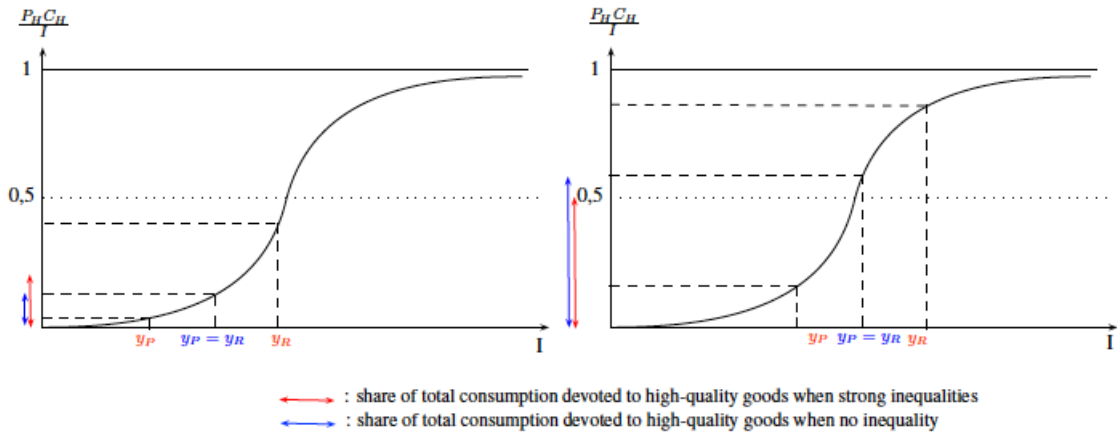 P_H C_H / I
1
0,5
y_P
y_P = y_R
y_R
I
P_H C_H / I
1
0,5
y_P
y_P = y_R
y_R
I
: share of total consumption devoted to high-quality goods when strong inequalities
: share of total consumption devoted to high-quality goods when no inequality